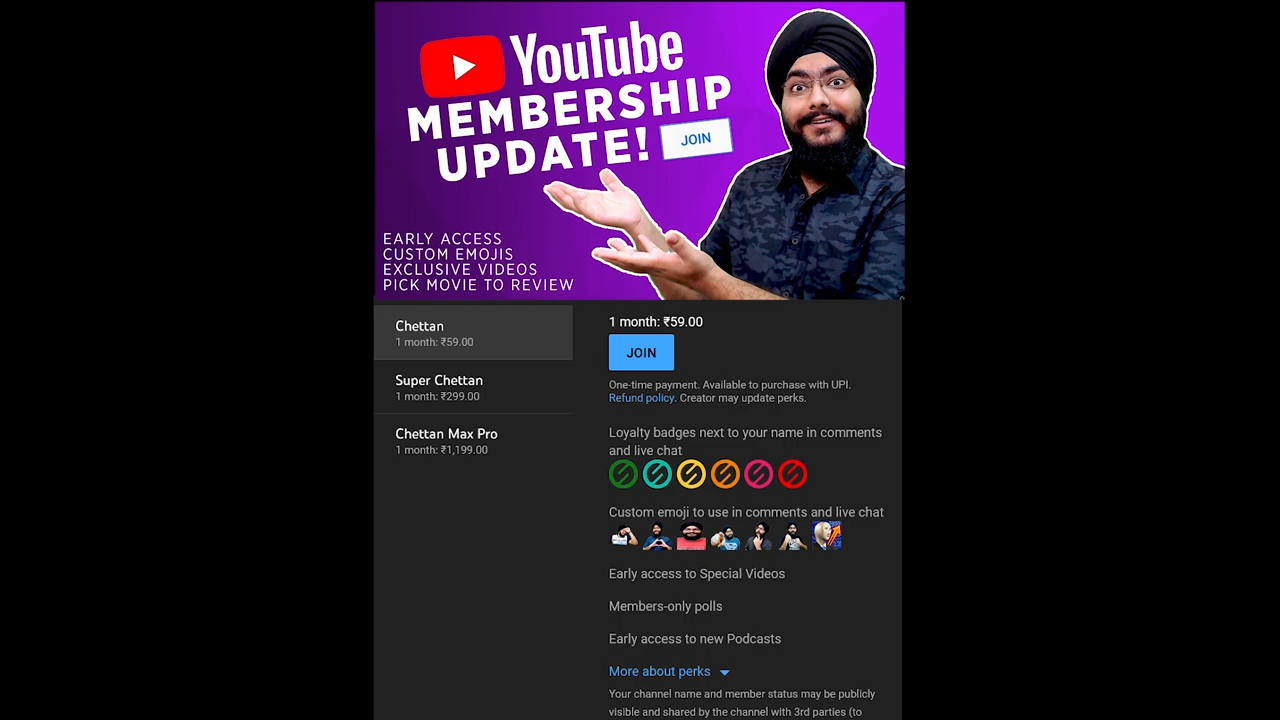 YouTube
MEMBERSHIP
UPDATE! JOIN
EARLY ACCESS
CUSTOM EMOJIS
EXCLUSIVE VIDEOS
PICK MOVIE TO REVIEW
Chettan
1 month: ₹59.00
Super Chettan
1 month: ₹299.00
Chettan Max Pro
1 month: ₹1,199.00
1 month: ₹59.00
JOIN
One-time payment. Available to purchase with UPI.
Refund policy. Creator may update perks.
Loyalty badges next to your name in comments
and live chat
Custom emoji to use in comments and live chat
Early access to Special Videos
Members-only polls
Early access to new Podcasts
More about perks
Your channel name and member status may be publicly
visible and shared by the channel with 3rd parties (to